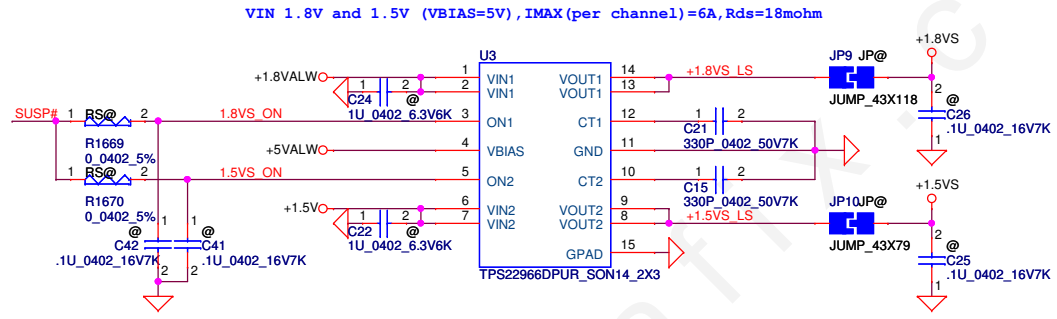 VIN 1.8V and 1.5V (VBIAS=5V),IMAX(per channel)=6A,Rds=18mohm
U3
+1.8VALW
1 2
C24 @
1U_0402_6.3V6K
1 VIN1
2 VIN1
VOUT1 14
VOUT1 13
+1.8VS_LS
JP9 JP@
JUMP_43X118
+1.8VS
1
2
@
C26
.1U_0402_16V7K
SUSP#
1 RS@ 2
R1669
0_0402_5%
1.8VS_ON
3 ON1
CT1 12
1 2
C21
330P_0402_50V7K
+5VALW
4 VBIAS
GND 11
1 RS@ 2
R1670
0_0402_5%
1.5VS_ON
5 ON2
CT2 10
1 2
C15
330P_0402_50V7K
+1.5V
1 2
C22 @
1U_0402_6.3V6K
6 VIN2
7 VIN2
VOUT2 9
VOUT2 8
+1.5VS_LS
JP10JP@
JUMP_43X79
+1.5VS
2
@
C25
.1U_0402_16V7K
1
GPAD 15
TPS22966DPUR_SON14_2X3
1 1
@ @
C42 C41
.1U_0402_16V7K
.1U_0402_16V7K
2 2